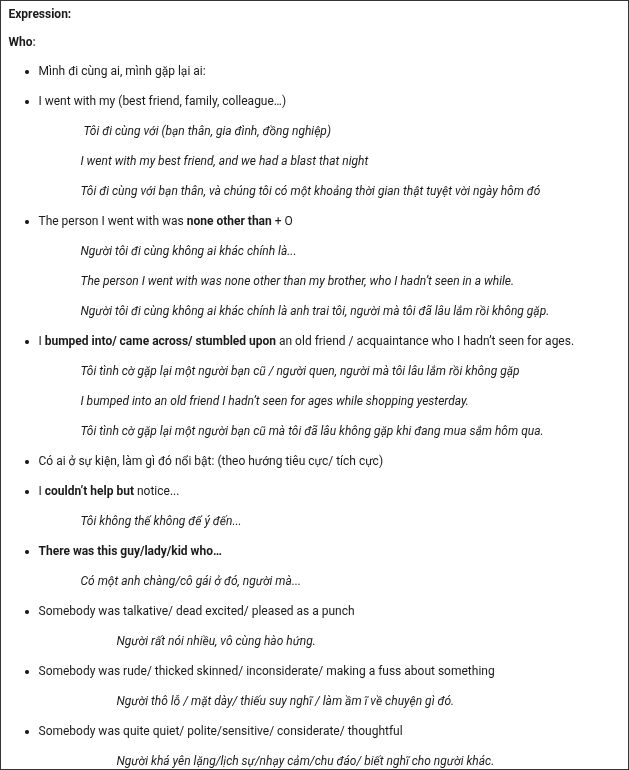 Expression:
Who:
Mình đi cùng ai, mình gặp lại ai:
I went with my (best friend, family, colleague…)
Tôi đi cùng với (bạn thân, gia đình, đồng nghiệp)
I went with my best friend, and we had a blast that night
Tôi đi cùng với bạn thân, và chúng tôi có một khoảng thời gian thật tuyệt vời ngày hôm đó
The person I went with was none other than + O
Người tôi đi cùng không ai khác chính là...
The person I went with was none other than my brother, who I hadn’t seen in a while.
Người tôi đi cùng không ai khác chính là anh trai tôi, người mà tôi đã lâu lắm rồi không gặp.
I bumped into/ came across/ stumbled upon an old friend / acquaintance who I hadn’t seen for ages.
Tôi tình cờ gặp lại một người bạn cũ / người quen, người mà tôi lâu lắm rồi không gặp
I bumped into an old friend I hadn’t seen for ages while shopping yesterday.
Tôi tình cờ gặp lại một người bạn cũ mà tôi đã lâu không gặp khi đang mua sắm hôm qua.
Có ai ở sự kiện, làm gì đó nổi bật: (theo hướng tiêu cực/ tích cực)
I couldn’t help but notice...
Tôi không thể không để ý đến...
There was this guy/lady/kid who…
Có một anh chàng/cô gái ở đó, người mà...
Somebody was talkative/ dead excited/ pleased as a punch
Người rất nói nhiều, vô cùng hào hứng.
Somebody was rude/ thicked skinned/ inconsiderate/ making a fuss about something
Người thô lỗ / mặt dày/ thiếu suy nghĩ / làm ầm ĩ về chuyện gì đó.
Somebody was quite quiet/ polite/sensitive/ considerate/ thoughtful
Người khá yên lặng/lịch sự/nhạy cảm/chu đáo/ biết nghĩ cho người khác.